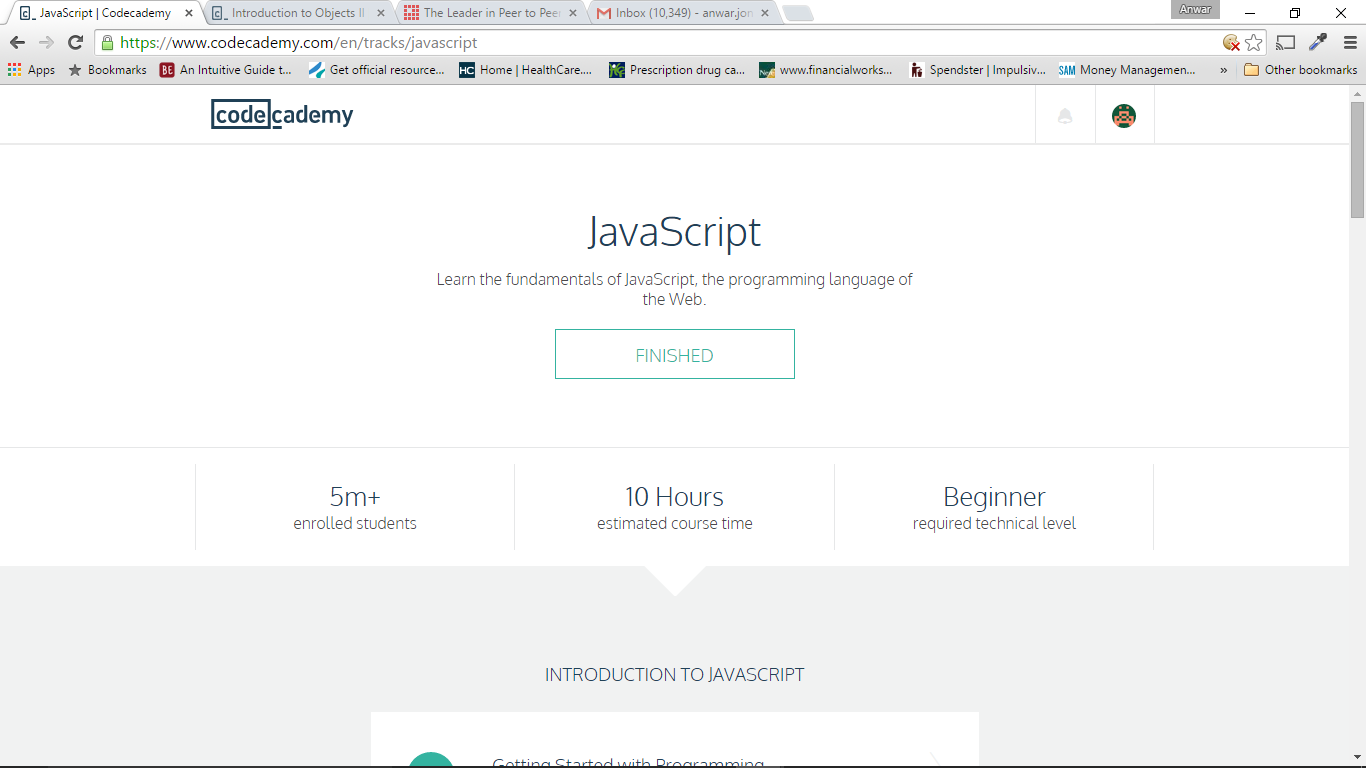 JavaScript | Codecademy
Introduction to Objects II
The Leader in Peer to Peer
Inbox (10,349) - anwar.jon
Anwar
https://www.codecademy.com/en/tracks/javascript
Apps
Bookmarks
An Intuitive Guide t...
Get official resource...
Home | HealthCare....
Prescription drug ca...
www.financialworks...
Spendster | Impulsiv...
Money Managemen...
»
Other bookmarks
codecademy
JavaScript
Learn the fundamentals of JavaScript, the programming language of
the Web.
FINISHED
5m+
enrolled students
10 Hours
estimated course time
Beginner
required technical level
INTRODUCTION TO JAVASCRIPT
Getting Started with Programming